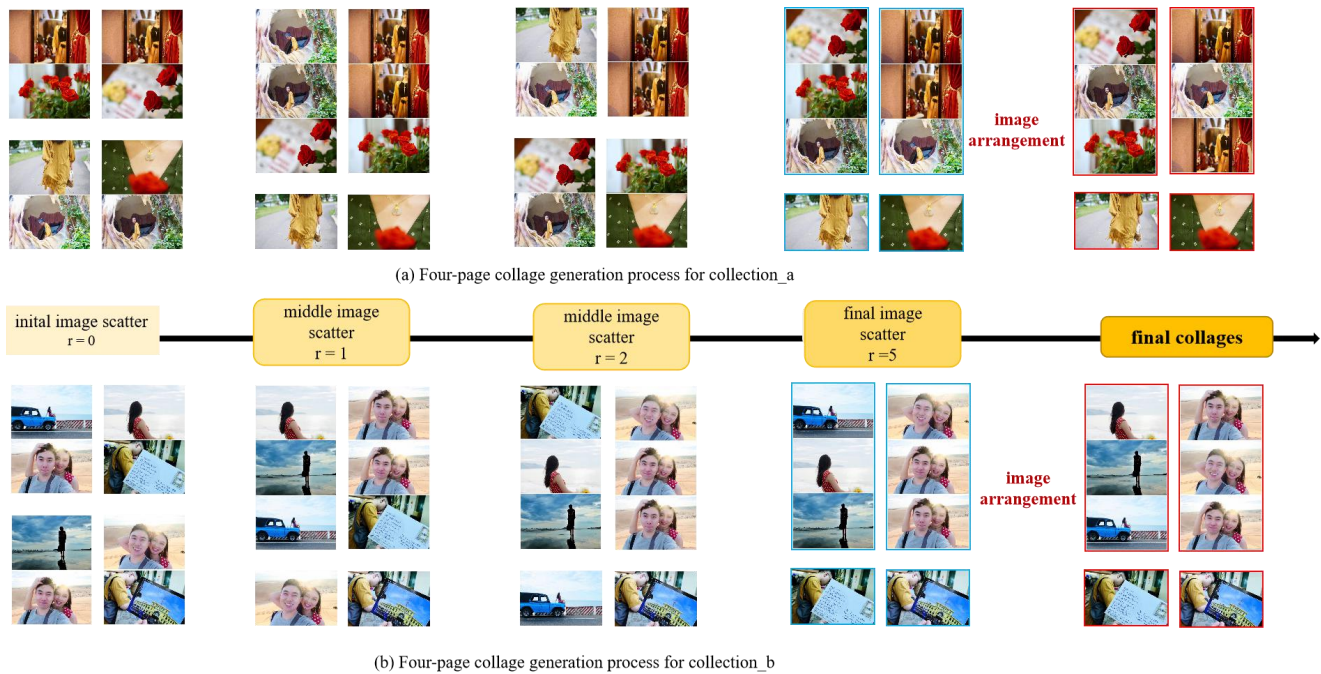 image
arrangement
(a) Four-page collage generation process for collection_a
inital image scatter
r = 0
middle image
scatter
r = 1
middle image
scatter
r = 2
final image
scatter
r =5
final collages
image
arrangement
(b) Four-page collage generation process for collection_b